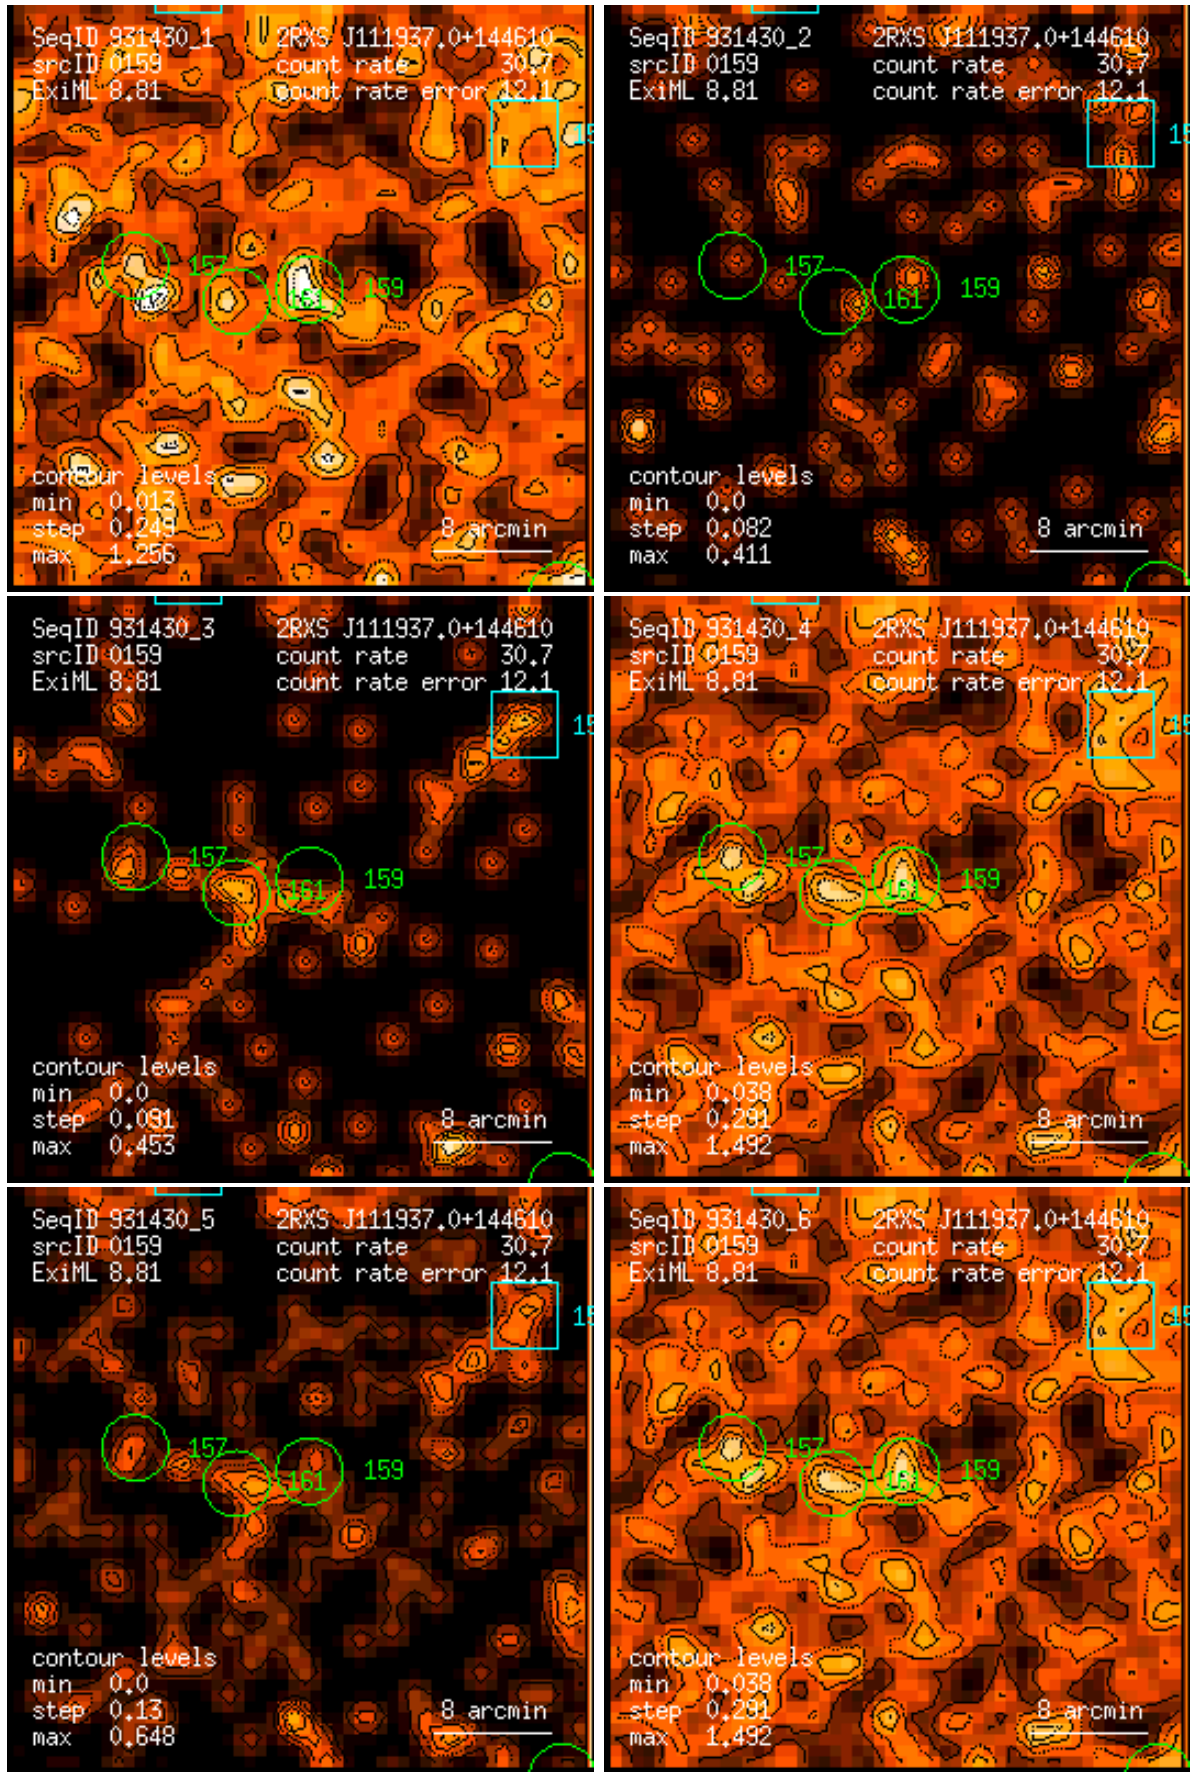 SeqID 931430_1 2RXS J111937.0+144610
srcID 0159 count rate 30.7
ExiML 8.81 count rate error 12.1
15
157
161 159
contour levels
min 0.013
step 0.249 8 arcmin
max 1.256
SeqID 931430_2 2RXS J111937.0+144610
srcID 0159 count rate 30.7
ExiML 8.81 count rate error 12.1
15
157
161 159
contour levels
min 0.0
step 0.082 8 arcmin
max 0.411
SeqID 931430_3 2RXS J111937.0+144610
srcID 0159 count rate 30.7
ExiML 8.81 count rate error 12.1
15
157
161 159
contour levels
min 0.0
step 0.091 8 arcmin
max 0.453
SeqID 931430_4 2RXS J111937.0+144610
srcID 0159 count rate 30.7
ExiML 8.81 count rate error 12.1
15
157
161 159
contour levels
min 0.038
step 0.291 8 arcmin
max 1.492
SeqID 931430_5 2RXS J111937.0+144610
srcID 0159 count rate 30.7
ExiML 8.81 count rate error 12.1
15
157
161 159
contour levels
min 0.0
step 0.13 8 arcmin
max 0.648
SeqID 931430_6 2RXS J111937.0+144610
srcID 0159 count rate 30.7
ExiML 8.81 count rate error 12.1
15
157
161 159
contour levels
min 0.038
step 0.291 8 arcmin
max 1.492